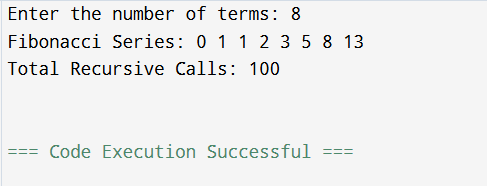 Enter the number of terms: 8
Fibonacci Series: 0 1 1 2 3 5 8 13
Total Recursive Calls: 100
=== Code Execution Successful ===